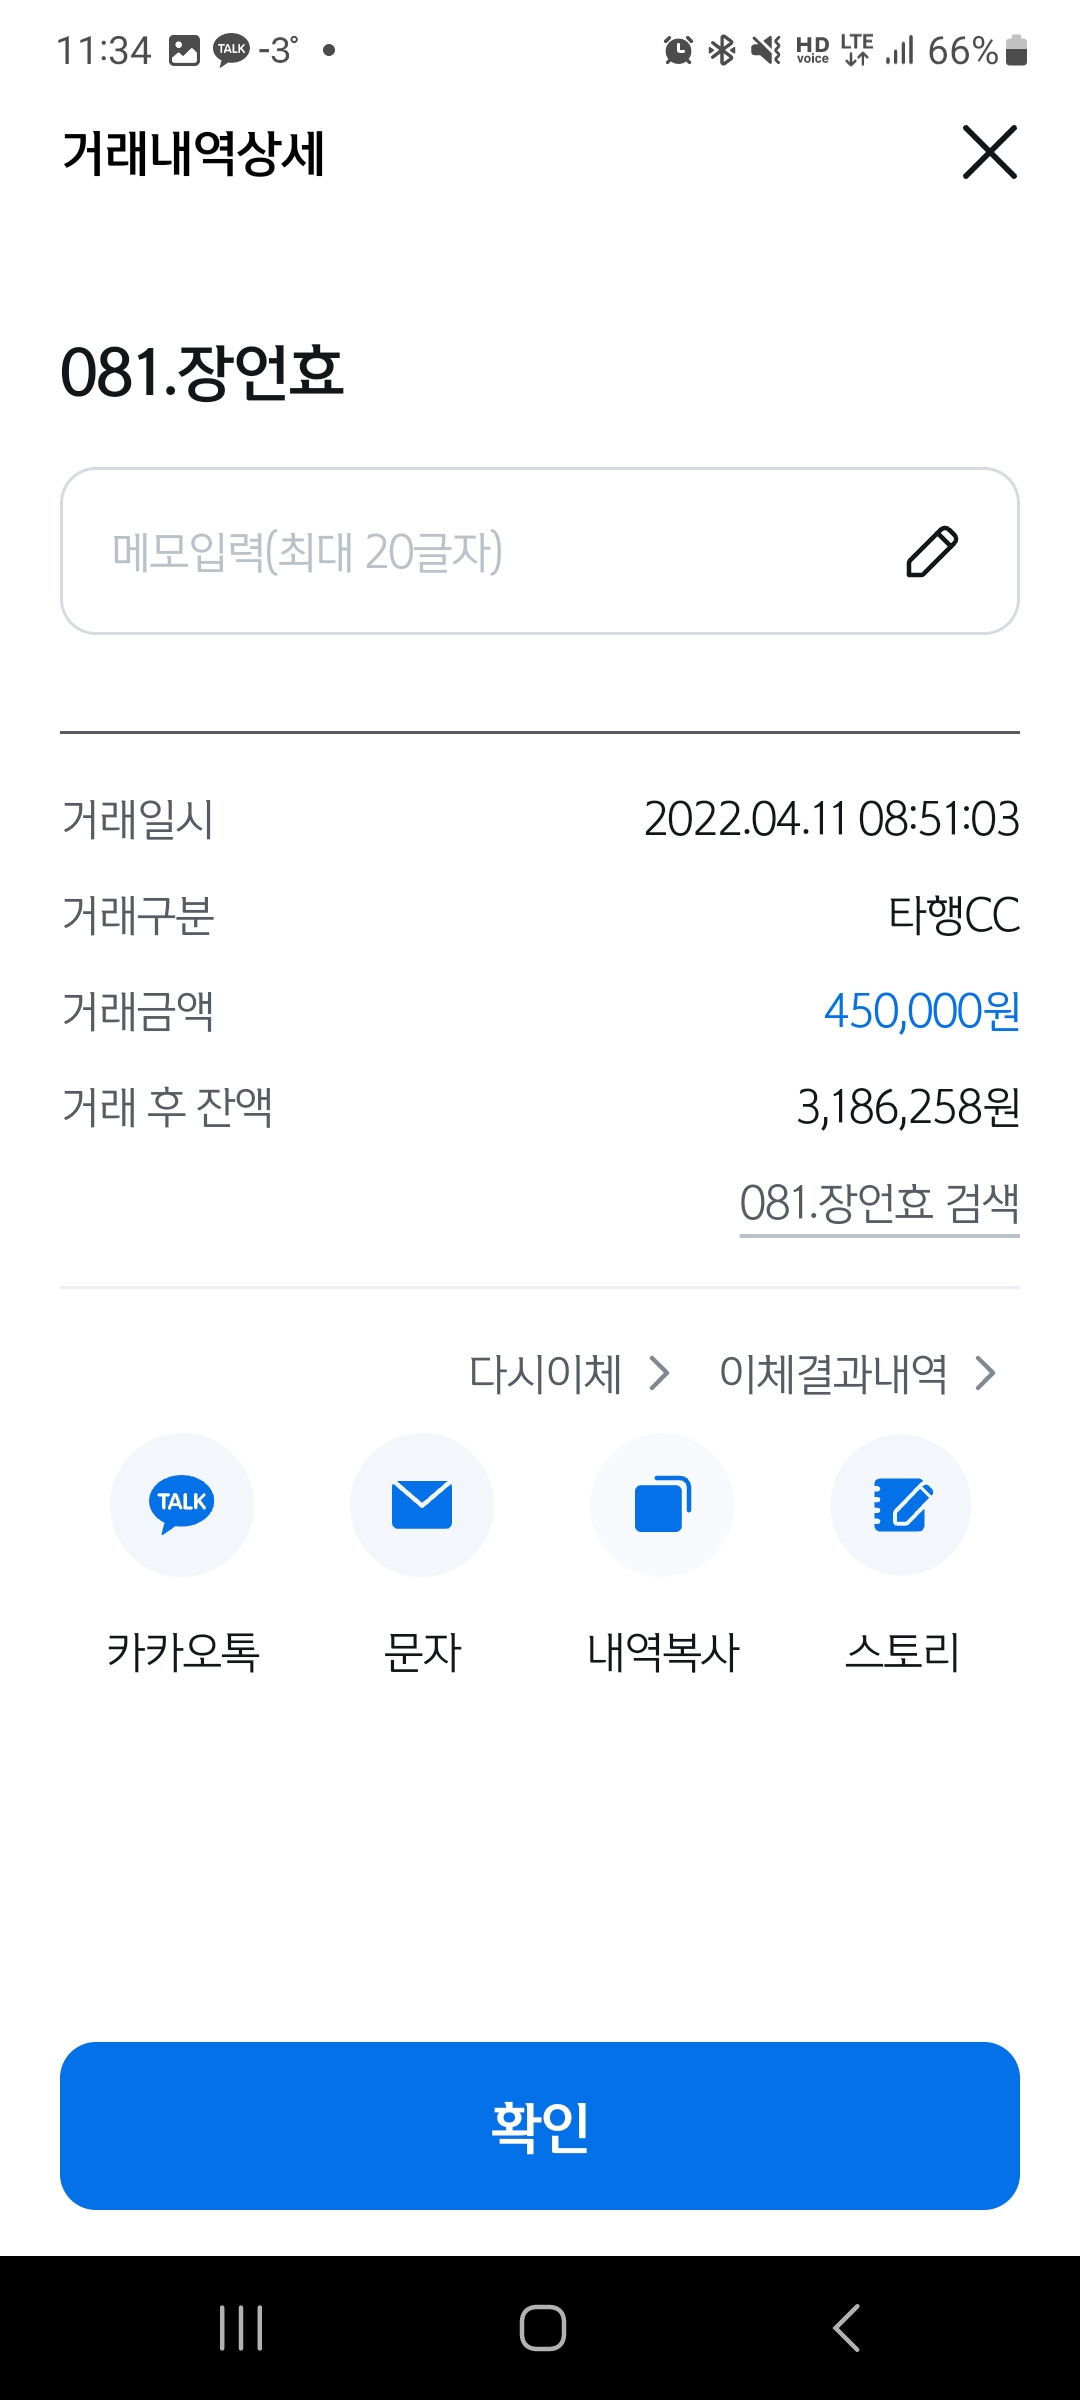 11:34 TALK -3° HD voice LTE 66%
거래내역상세
081.장언효
메모입력(최대 20글자)
거래일시 2022.04.11 08:51:03
거래구분 타행CC
거래금액 450,000원
거래 후 잔액 3,186,258원
081.장언효 검색
다시이체 이체결과내역
TALK
카카오톡 문자 내역복사 스토리
확인